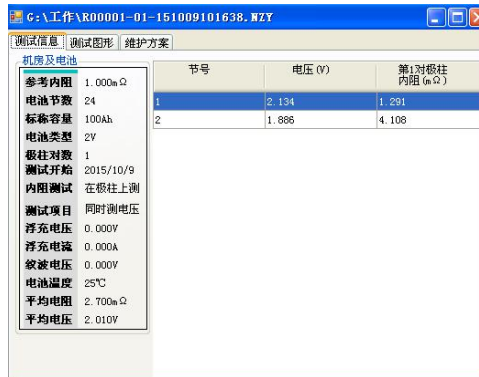 G:\工作\R00001-01-151009101638.NZY
测试信息 测试图形 维护方案
机房及电池
参考内阻 1.000mΩ
电池节数 24
标称容量 100Ah
电池类型 2V
极柱对数 1
测试开始 2015/10/9
内阻测试 在极柱上测
测试项目 同时测电压
浮充电压 0.000V
浮充电流 0.000A
纹波电压 0.000V
电池温度 25℃
平均电阻 2.700mΩ
平均电压 2.010V
节号 电压(V) 第1对极柱
内阻(mΩ)
1 2.134 1.291
2 1.886 4.108